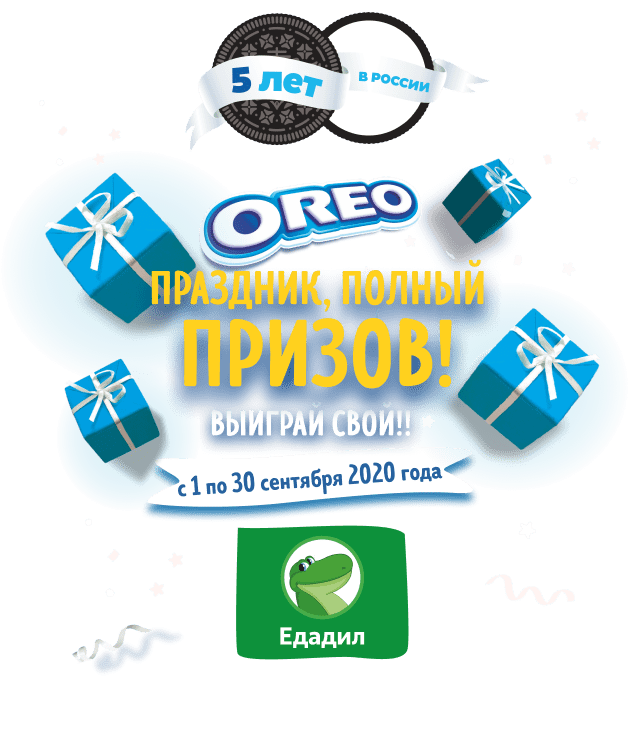 5 лет
В РОССИИ
OREO
ПРАЗДНИК, ПОЛНЫЙ
ПРИЗОВ!
ВЫИГРАЙ СВОЙ!!
с 1 по 30 сентября 2020 года
Едадил